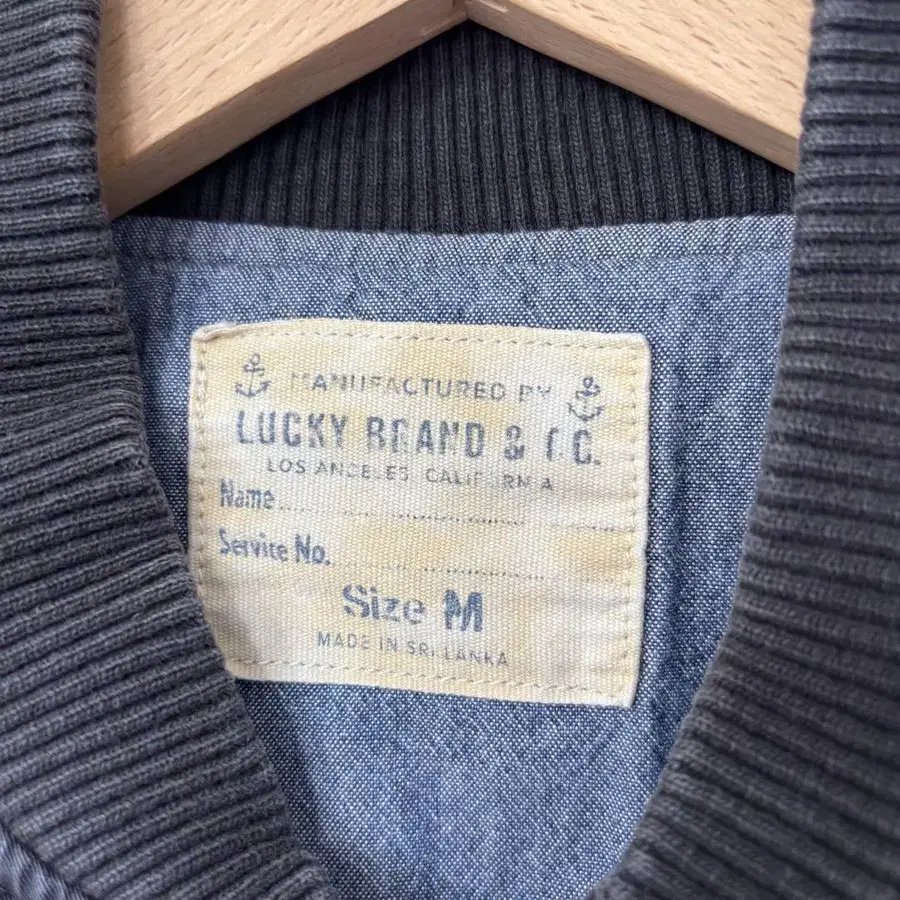 MANUFACTURED BY
LUCKY BRAND & CO.
LOS ANGELES CALIFORNIA
Name
Service No.
Size M
MADE IN SRI LANKA